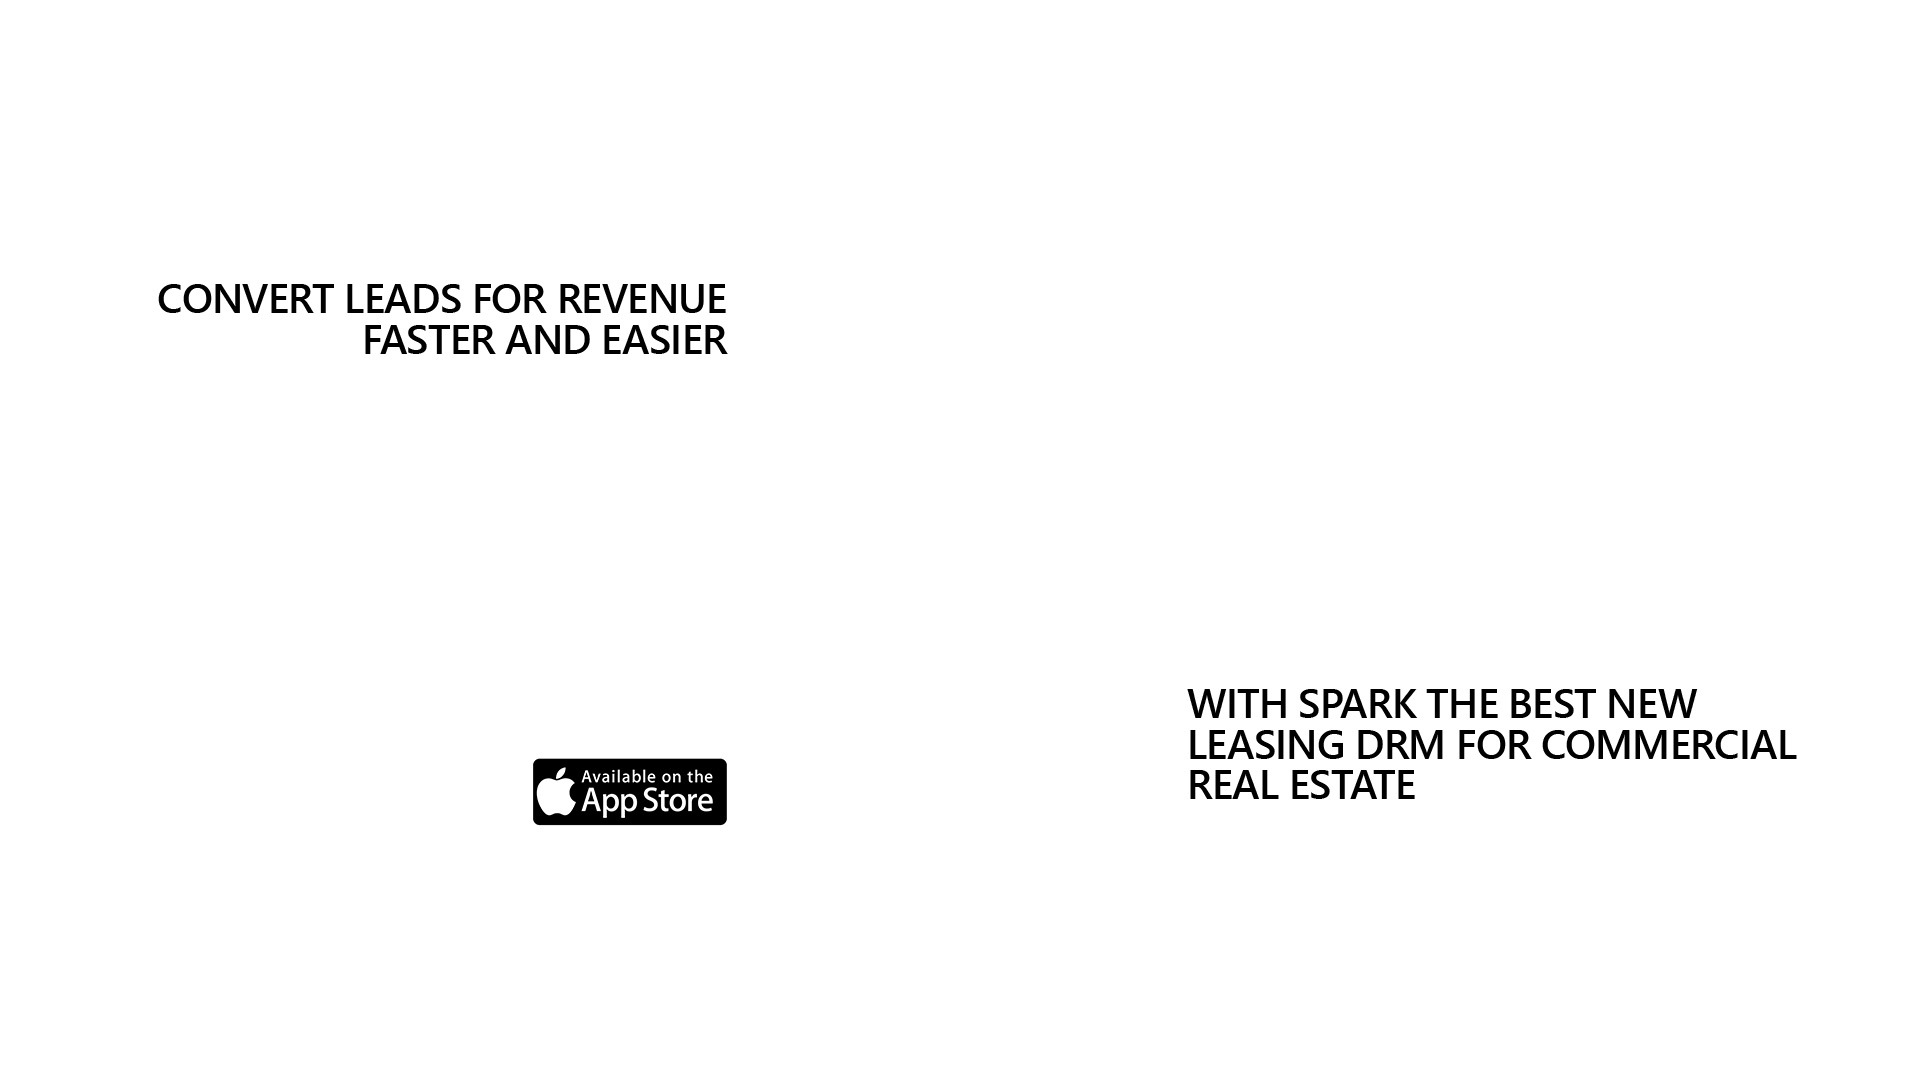 CONVERT LEADS FOR REVENUE
FASTER AND EASIER
WITH SPARK THE BEST NEW
LEASING DRM FOR COMMERCIAL
REAL ESTATE
Available on the
App Store